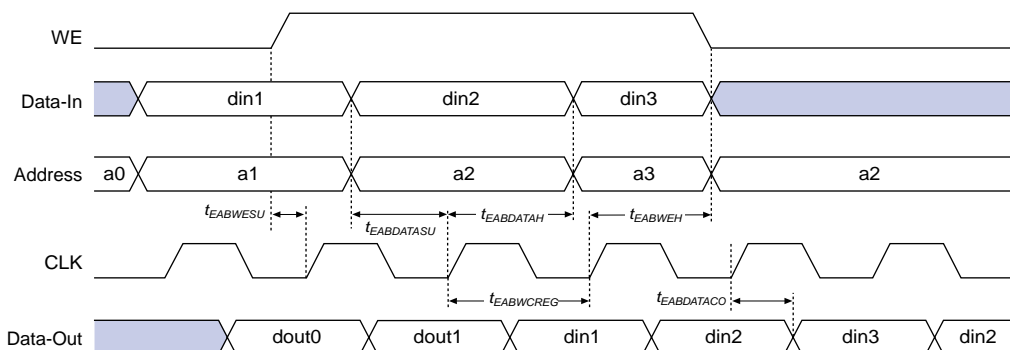 WE
Data-In din1 din2 din3
Address a0 a1 a2 a3 a2
tEABWESU tEABDATASU tEABDATAH tEABWEH
CLK
tEABWCREG tEABDATACO
Data-Out dout0 dout1 din1 din2 din3 din2